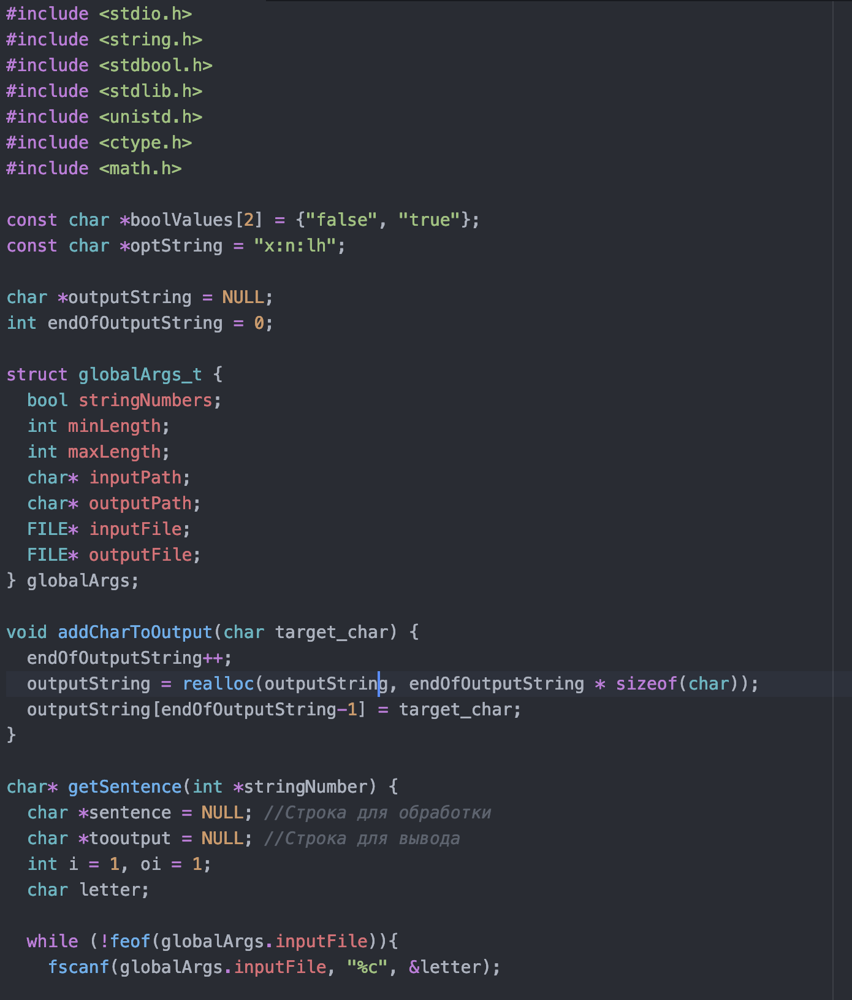 #include <stdio.h>
#include <string.h>
#include <stdbool.h>
#include <stdlib.h>
#include <unistd.h>
#include <ctype.h>
#include <math.h>
const char *boolValues[2] = {"false", "true"};
const char *optString = "x:n:lh";
char *outputString = NULL;
int endOfOutputString = 0;
struct globalArgs_t {
  bool stringNumbers;
  int minLength;
  int maxLength;
  char* inputPath;
  char* outputPath;
  FILE* inputFile;
  FILE* outputFile;
} globalArgs;
void addCharToOutput(char target_char) {
  endOfOutputString++;
  outputString = realloc(outputString, endOfOutputString * sizeof(char));
  outputString[endOfOutputString-1] = target_char;
}
char* getSentence(int *stringNumber) {
  char *sentence = NULL; //Строка для обработки
  char *tooutput = NULL; //Строка для вывода
  int i = 1, oi = 1;
  char letter;
  while (!feof(globalArgs.inputFile)){
    fscanf(globalArgs.inputFile, "%c", &letter);